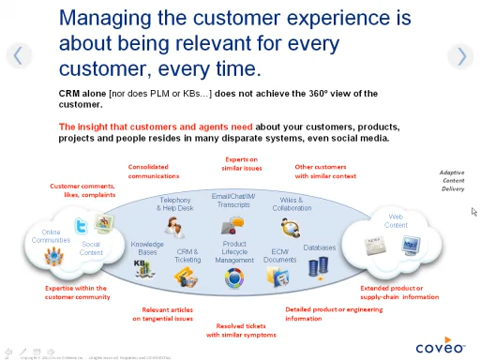 Managing the customer experience is
about being relevant for every
customer, every time.
CRM alone [nor does PLM or KBs...] does not achieve the 360º view of the
customer.
The insight that customers and agents need about your customers, products,
projects and people resides in many disparate systems, even social media.
Experts on
similar issues
Consolidated
communications
Other customers
with similar context
Adaptive
Content
Delivery
Customer comments,
likes, complaints
Telephony
& Help Desk
Email/Chat/IM/
Transcripts
Wikis &
Collaboration
Web
Content
Online
Communities
Social
Content
Knowledge
Bases
KB
CRM &
Ticketing
Product
Lifecycle
Management
ECM/
Documents
Databases
Expertise within the
customer community
Extended product or
supply-chain information
Relevant articles
on tangential issues
Resolved tickets
with similar symptoms
Detailed product or engineering
information
coveo